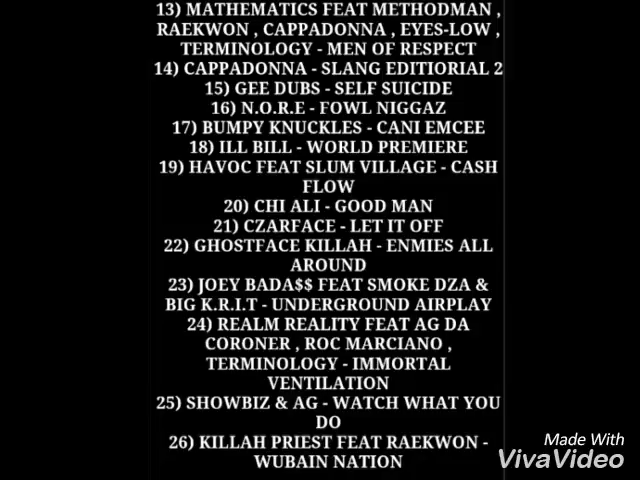 13) MATHEMATICS FEAT METHODMAN ,
RAEKWON , CAPPADONNA , EYES-LOW ,
TERMINOLOGY - MEN OF RESPECT
14) CAPPADONNA - SLANG EDITIORIAL 2
15) GEE DUBS - SELF SUICIDE
16) N.O.R.E - FOWL NIGGAZ
17) BUMPY KNUCKLES - CANI EMCEE
18) ILL BILL - WORLD PREMIERE
19) HAVOC FEAT SLUM VILLAGE - CASH
FLOW
20) CHI ALI - GOOD MAN
21) CZARFACE - LET IT OFF
22) GHOSTFACE KILLAH - ENMIES ALL
AROUND
23) JOEY BADA$$ FEAT SMOKE DZA &
BIG K.R.I.T - UNDERGROUND AIRPLAY
24) REALM REALITY FEAT AG DA
CORONER , ROC MARCIANO ,
TERMINOLOGY - IMMORTAL
VENTILATION
25) SHOWBIZ & AG - WATCH WHAT YOU
DO
26) KILLAH PRIEST FEAT RAEKWON -
WUBAIN NATION
Made With
VivaVideo